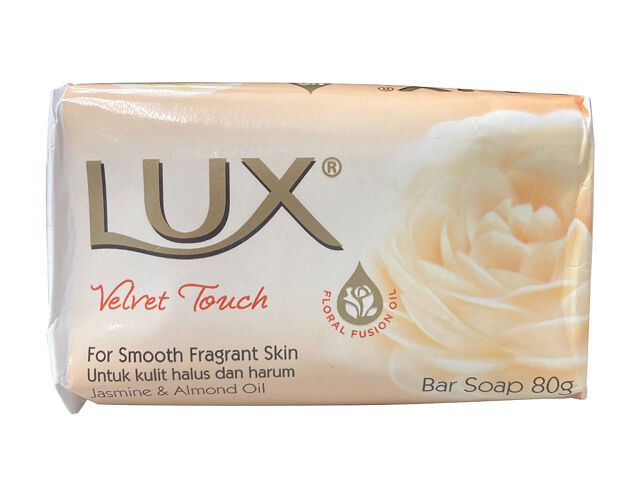 LUX®
Velvet Touch
FLORAL FUSION OIL
For Smooth Fragrant Skin
Untuk kulit halus dan harum
Jasmine & Almond Oil
Bar Soap 80g